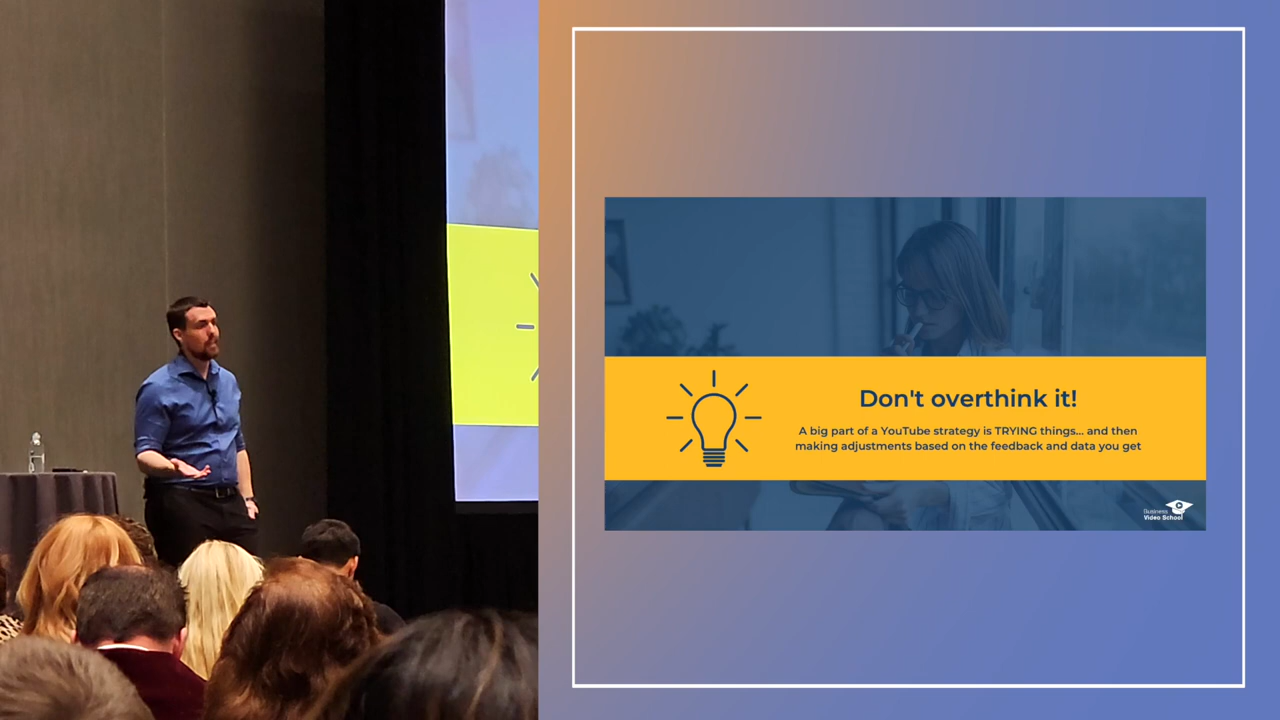 Don't overthink it!
A big part of a YouTube strategy is TRYING things... and then
making adjustments based on the feedback and data you get
Business
Video School